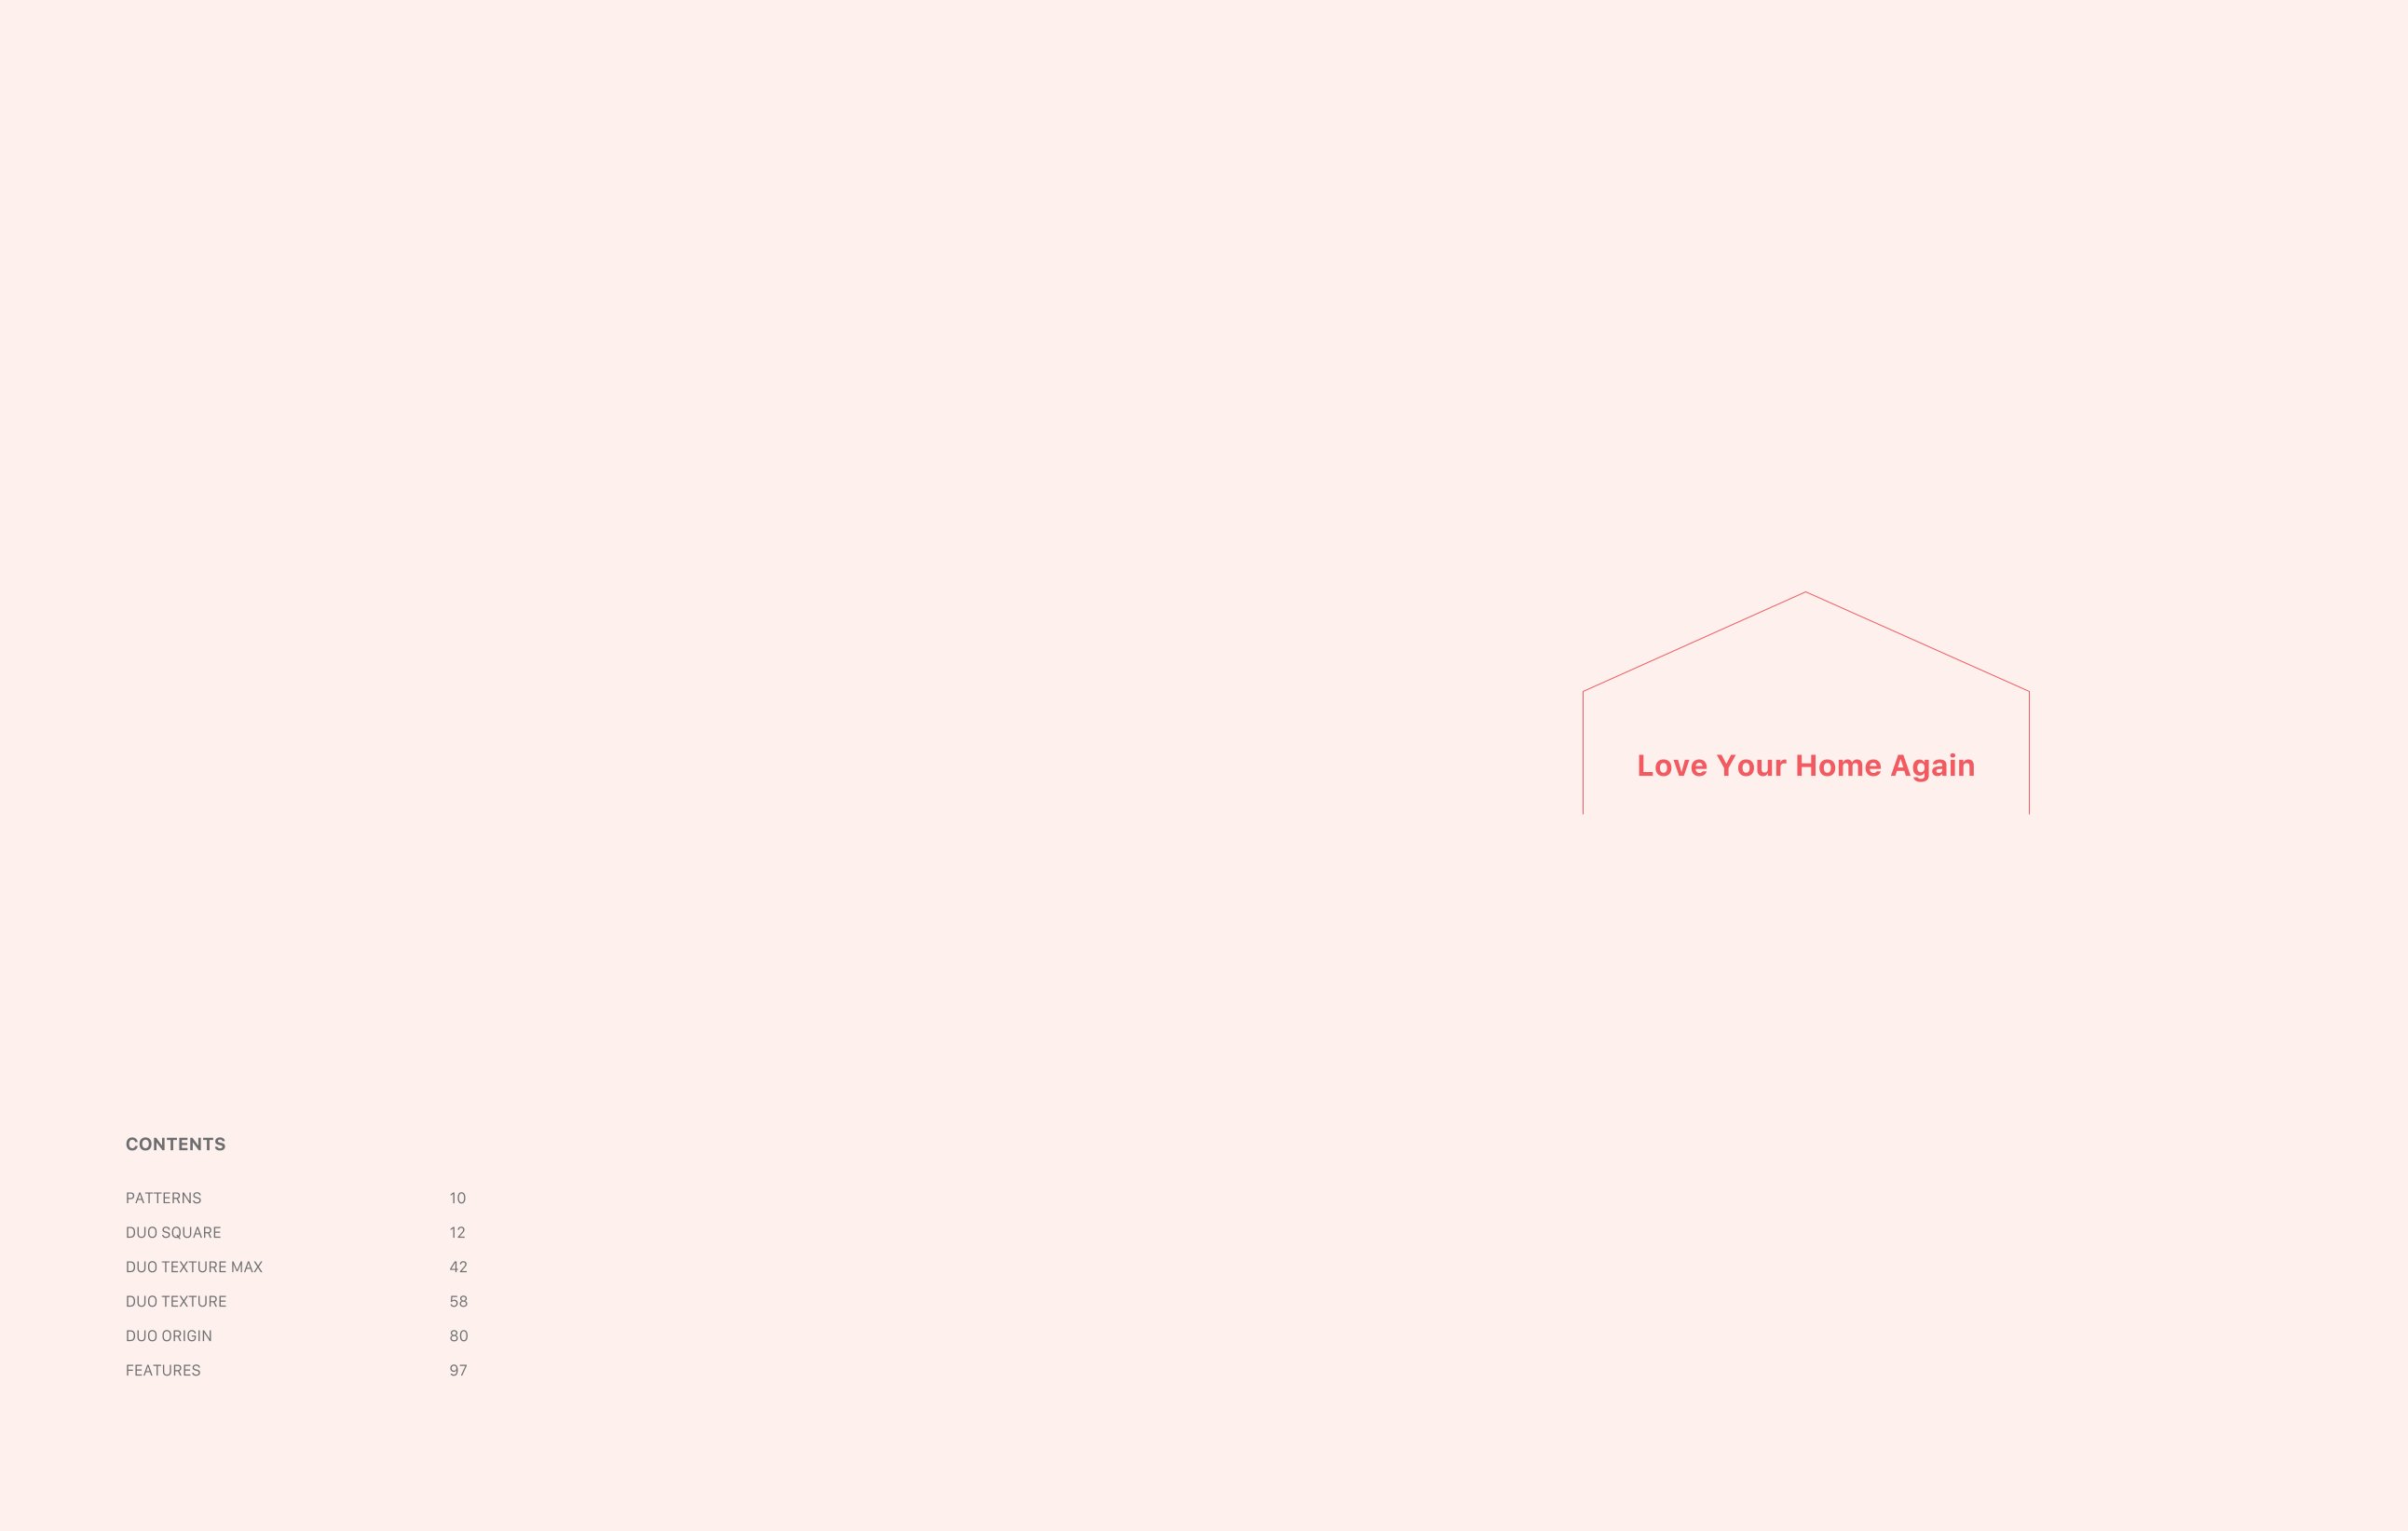 Love Your Home Again
CONTENTS
PATTERNS 10
DUO SQUARE 12
DUO TEXTURE MAX 42
DUO TEXTURE 58
DUO ORIGIN 80
FEATURES 97